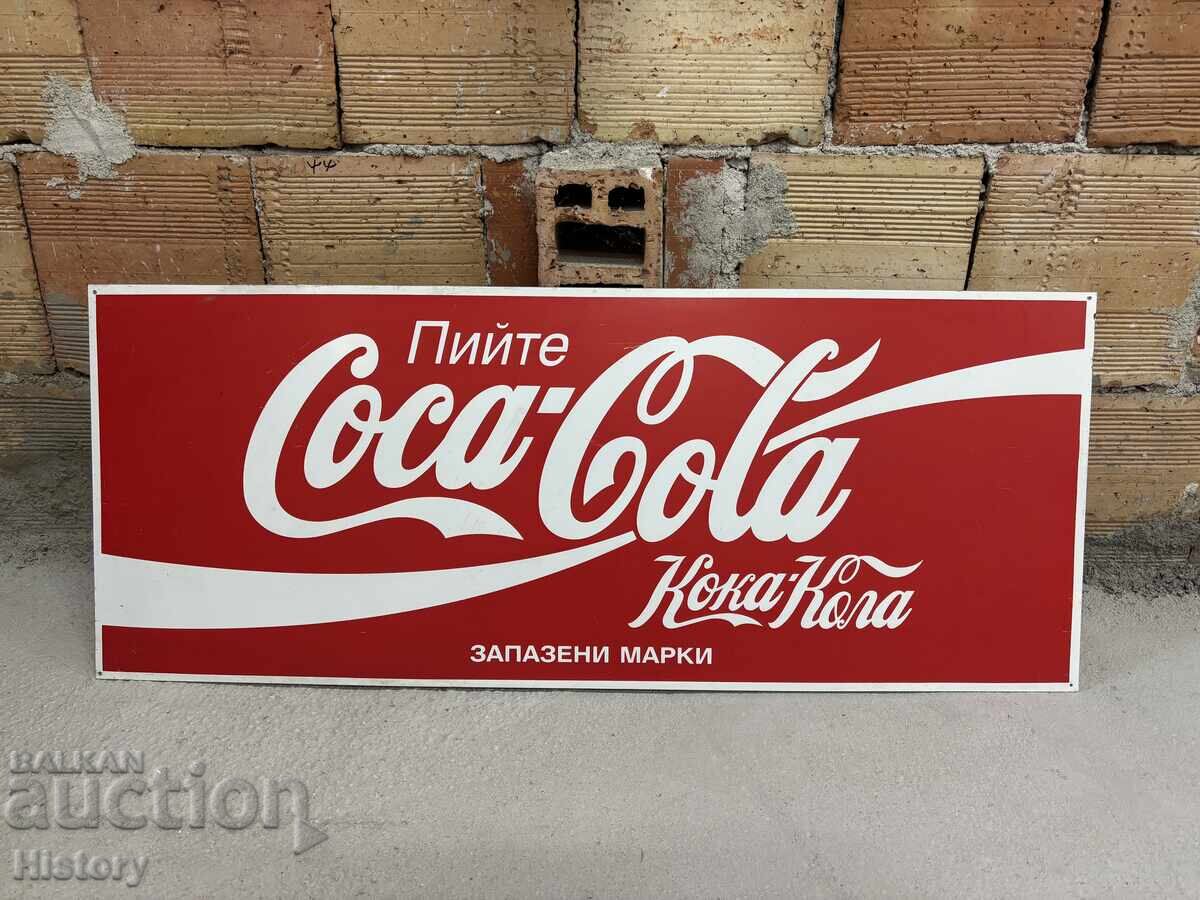 Пийте
Coca-Cola
Кока-Кола
ЗАПАЗЕНИ МАРКИ
BALKAN
auction
History